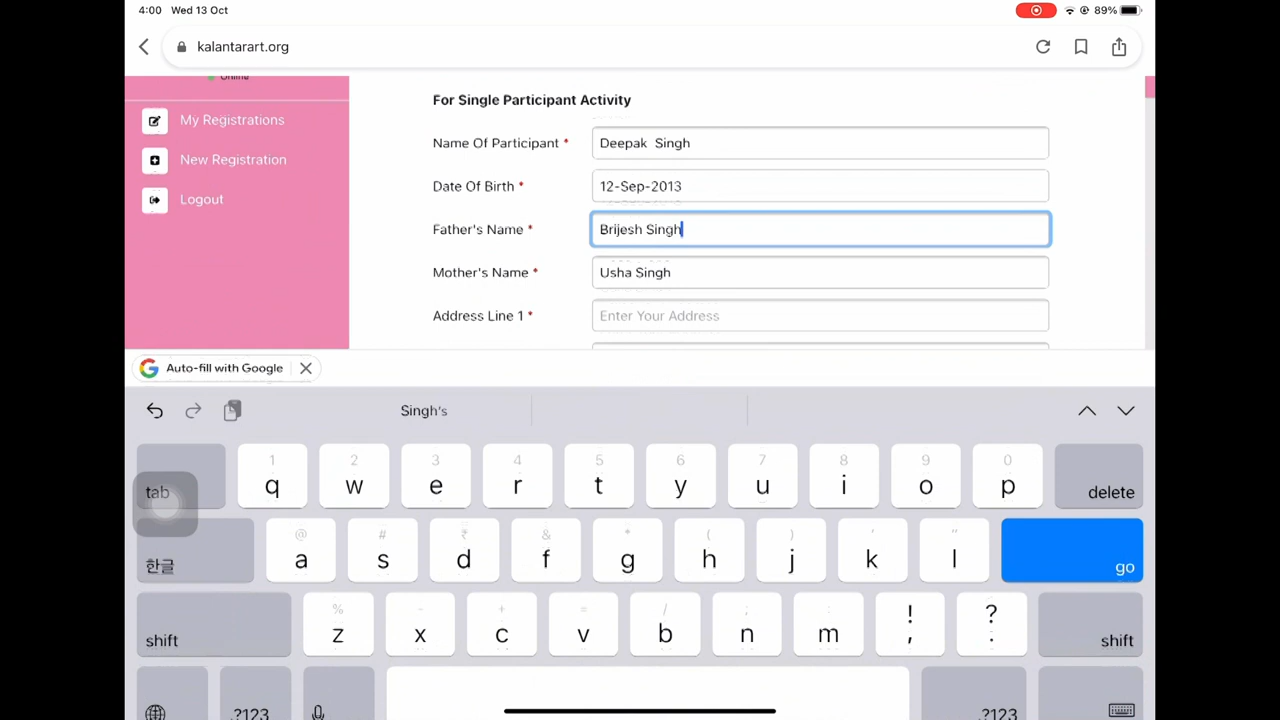 4:00 Wed 13 Oct 89%
kalantarart.org
Online
My Registrations
New Registration
Logout
For Single Participant Activity
Name Of Participant * Deepak Singh
Date Of Birth * 12-Sep-2013
Father's Name * Brijesh Singh
Mother's Name * Usha Singh
Address Line 1 * Enter Your Address
Auto-fill with Google
Singh's
1 2 3 4 5 6 7 8 9 0
tab q w e r t y u i o p delete
@ # ₹ & * ( ) ' "
한글 a s d f g h j k l go
% - + = / ; : ! ?
shift z x c v b n m , . shift
.?123 .?123